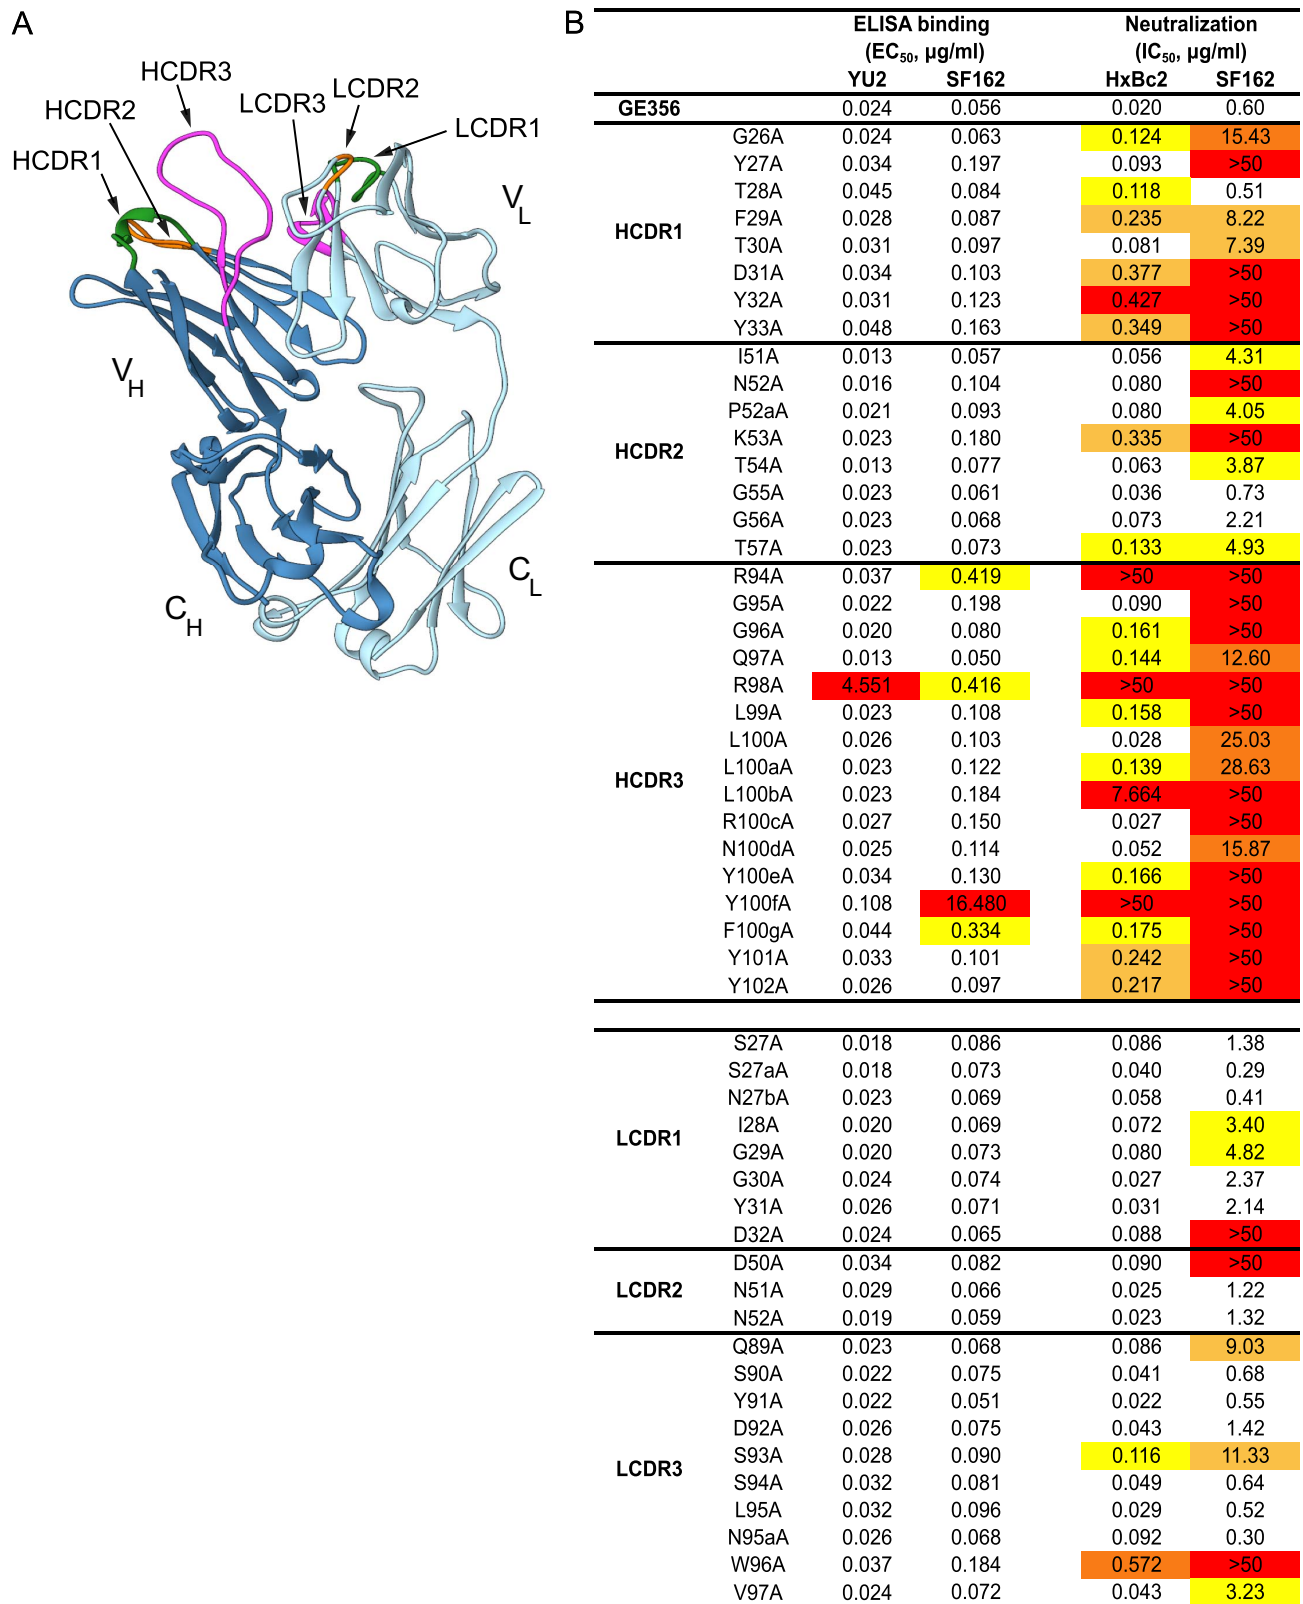 A
HCDR3
HCDR2
HCDR1
LCDR3
LCDR2
LCDR1
VL
VH
CL
CH
B
ELISA binding Neutralization
(EC50, µg/ml) (IC50, µg/ml)
YU2 SF162 HxBc2 SF162
GE356 0.024 0.056 0.020 0.60
HCDR1
G26A 0.024 0.063 0.124 15.43
Y27A 0.034 0.197 0.093 >50
T28A 0.045 0.084 0.118 0.51
F29A 0.028 0.087 0.235 8.22
T30A 0.031 0.097 0.081 7.39
D31A 0.034 0.103 0.377 >50
Y32A 0.031 0.123 0.427 >50
Y33A 0.048 0.163 0.349 >50
HCDR2
I51A 0.013 0.057 0.056 4.31
N52A 0.016 0.104 0.080 >50
P52aA 0.021 0.093 0.080 4.05
K53A 0.023 0.180 0.335 >50
T54A 0.013 0.077 0.063 3.87
G55A 0.023 0.061 0.036 0.73
G56A 0.023 0.068 0.073 2.21
T57A 0.023 0.073 0.133 4.93
HCDR3
R94A 0.037 0.419 >50 >50
G95A 0.022 0.198 0.090 >50
G96A 0.020 0.080 0.161 >50
Q97A 0.013 0.050 0.144 12.60
R98A 4.551 0.416 >50 >50
L99A 0.023 0.108 0.158 >50
L100A 0.026 0.103 0.028 25.03
L100aA 0.023 0.122 0.139 28.63
L100bA 0.023 0.184 7.664 >50
R100cA 0.027 0.150 0.027 >50
N100dA 0.025 0.114 0.052 15.87
Y100eA 0.034 0.130 0.166 >50
Y100fA 0.108 16.480 >50 >50
F100gA 0.044 0.334 0.175 >50
Y101A 0.033 0.101 0.242 >50
Y102A 0.026 0.097 0.217 >50
LCDR1
S27A 0.018 0.086 0.086 1.38
S27aA 0.018 0.073 0.040 0.29
N27bA 0.023 0.069 0.058 0.41
I28A 0.020 0.069 0.072 3.40
G29A 0.020 0.073 0.080 4.82
G30A 0.024 0.074 0.027 2.37
Y31A 0.026 0.071 0.031 2.14
D32A 0.024 0.065 0.088 >50
LCDR2
D50A 0.034 0.082 0.090 >50
N51A 0.029 0.066 0.025 1.22
N52A 0.019 0.059 0.023 1.32
LCDR3
Q89A 0.023 0.068 0.086 9.03
S90A 0.022 0.075 0.041 0.68
Y91A 0.022 0.051 0.022 0.55
D92A 0.026 0.075 0.043 1.42
S93A 0.028 0.090 0.116 11.33
S94A 0.032 0.081 0.049 0.64
L95A 0.032 0.096 0.029 0.52
N95aA 0.026 0.068 0.092 0.30
W96A 0.037 0.184 0.572 >50
V97A 0.024 0.072 0.043 3.23